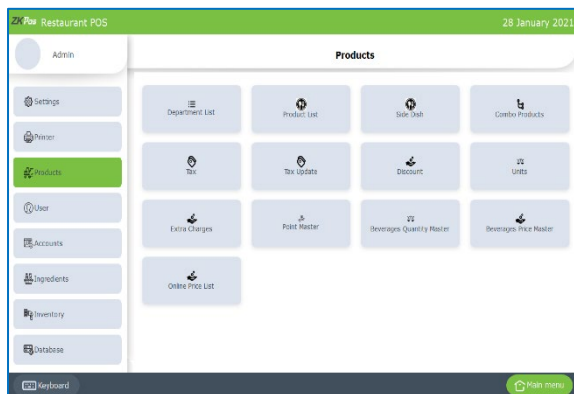 ZKPos Restaurant POS
28 January 2021
Admin
Products
Settings
Printer
Products
User
Accounts
Ingredients
Inventory
Database
Department List
Product List
Side Dish
Combo Products
Tax
Tax Update
Discount
Units
Extra Charges
Point Master
Beverages Quantity Master
Beverages Price Master
Online Price List
Keyboard
Main menu